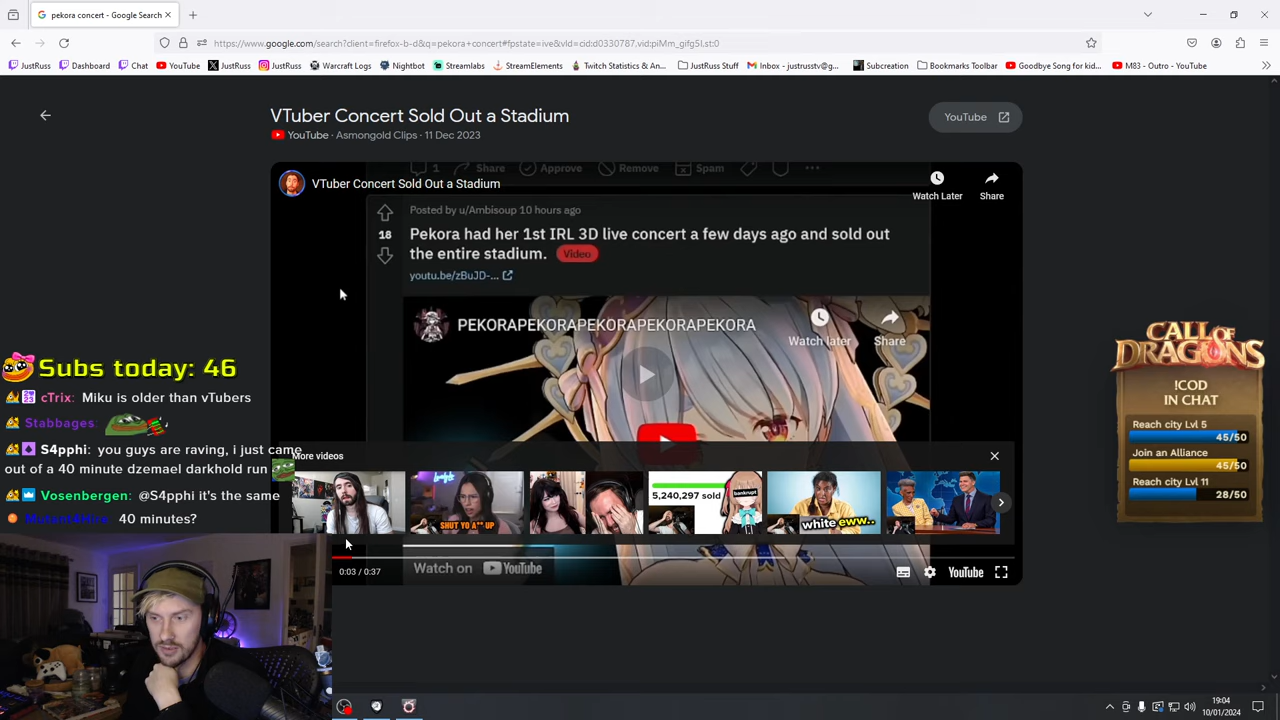 pekora concert - Google Search
https://www.google.com/search?client=firefox-b-d&q=pekora+concert#fpstate=ive&vld=cid:d0330787,vid:piMm_gifg5I,st:0
JustRuss
Dashboard
Chat
YouTube
JustRuss
JustRuss
Warcraft Logs
Nightbot
Streamlabs
StreamElements
Twitch Statistics & An...
JustRuss Stuff
Inbox - justrusstv@g...
Subcreation
Bookmarks Toolbar
Goodbye Song for kid...
M83 - Outro - YouTube
VTuber Concert Sold Out a Stadium
YouTube · Asmongold Clips · 11 Dec 2023
YouTube
1 Share Approve Remove Spam
VTuber Concert Sold Out a Stadium
Watch Later
Share
Posted by u/Ambisoup 10 hours ago
18
Pekora had her 1st IRL 3D live concert a few days ago and sold out
the entire stadium. Video
youtu.be/zBuJD-...
PEKORAPEKORAPEKORAPEKORAPEKORA
Watch later
Share
More videos
SHUT YO A** UP
5,240,297 sold
bankrupt
white eww..
0:03 / 0:37
Watch on YouTube
YouTube
Subs today: 46
cTrix: Miku is older than vTubers
Stabbages:
S4pphi: you guys are raving, i just came
out of a 40 minute dzemael darkhold run
Vosenbergen: @S4pphi it's the same
Mutant4Hire 40 minutes?
CALL OF
DRAGONS
!COD
IN CHAT
Reach city Lvl 5
45/50
Join an Alliance
45/50
Reach city Lvl 11
28/50
19:04
10/01/2024